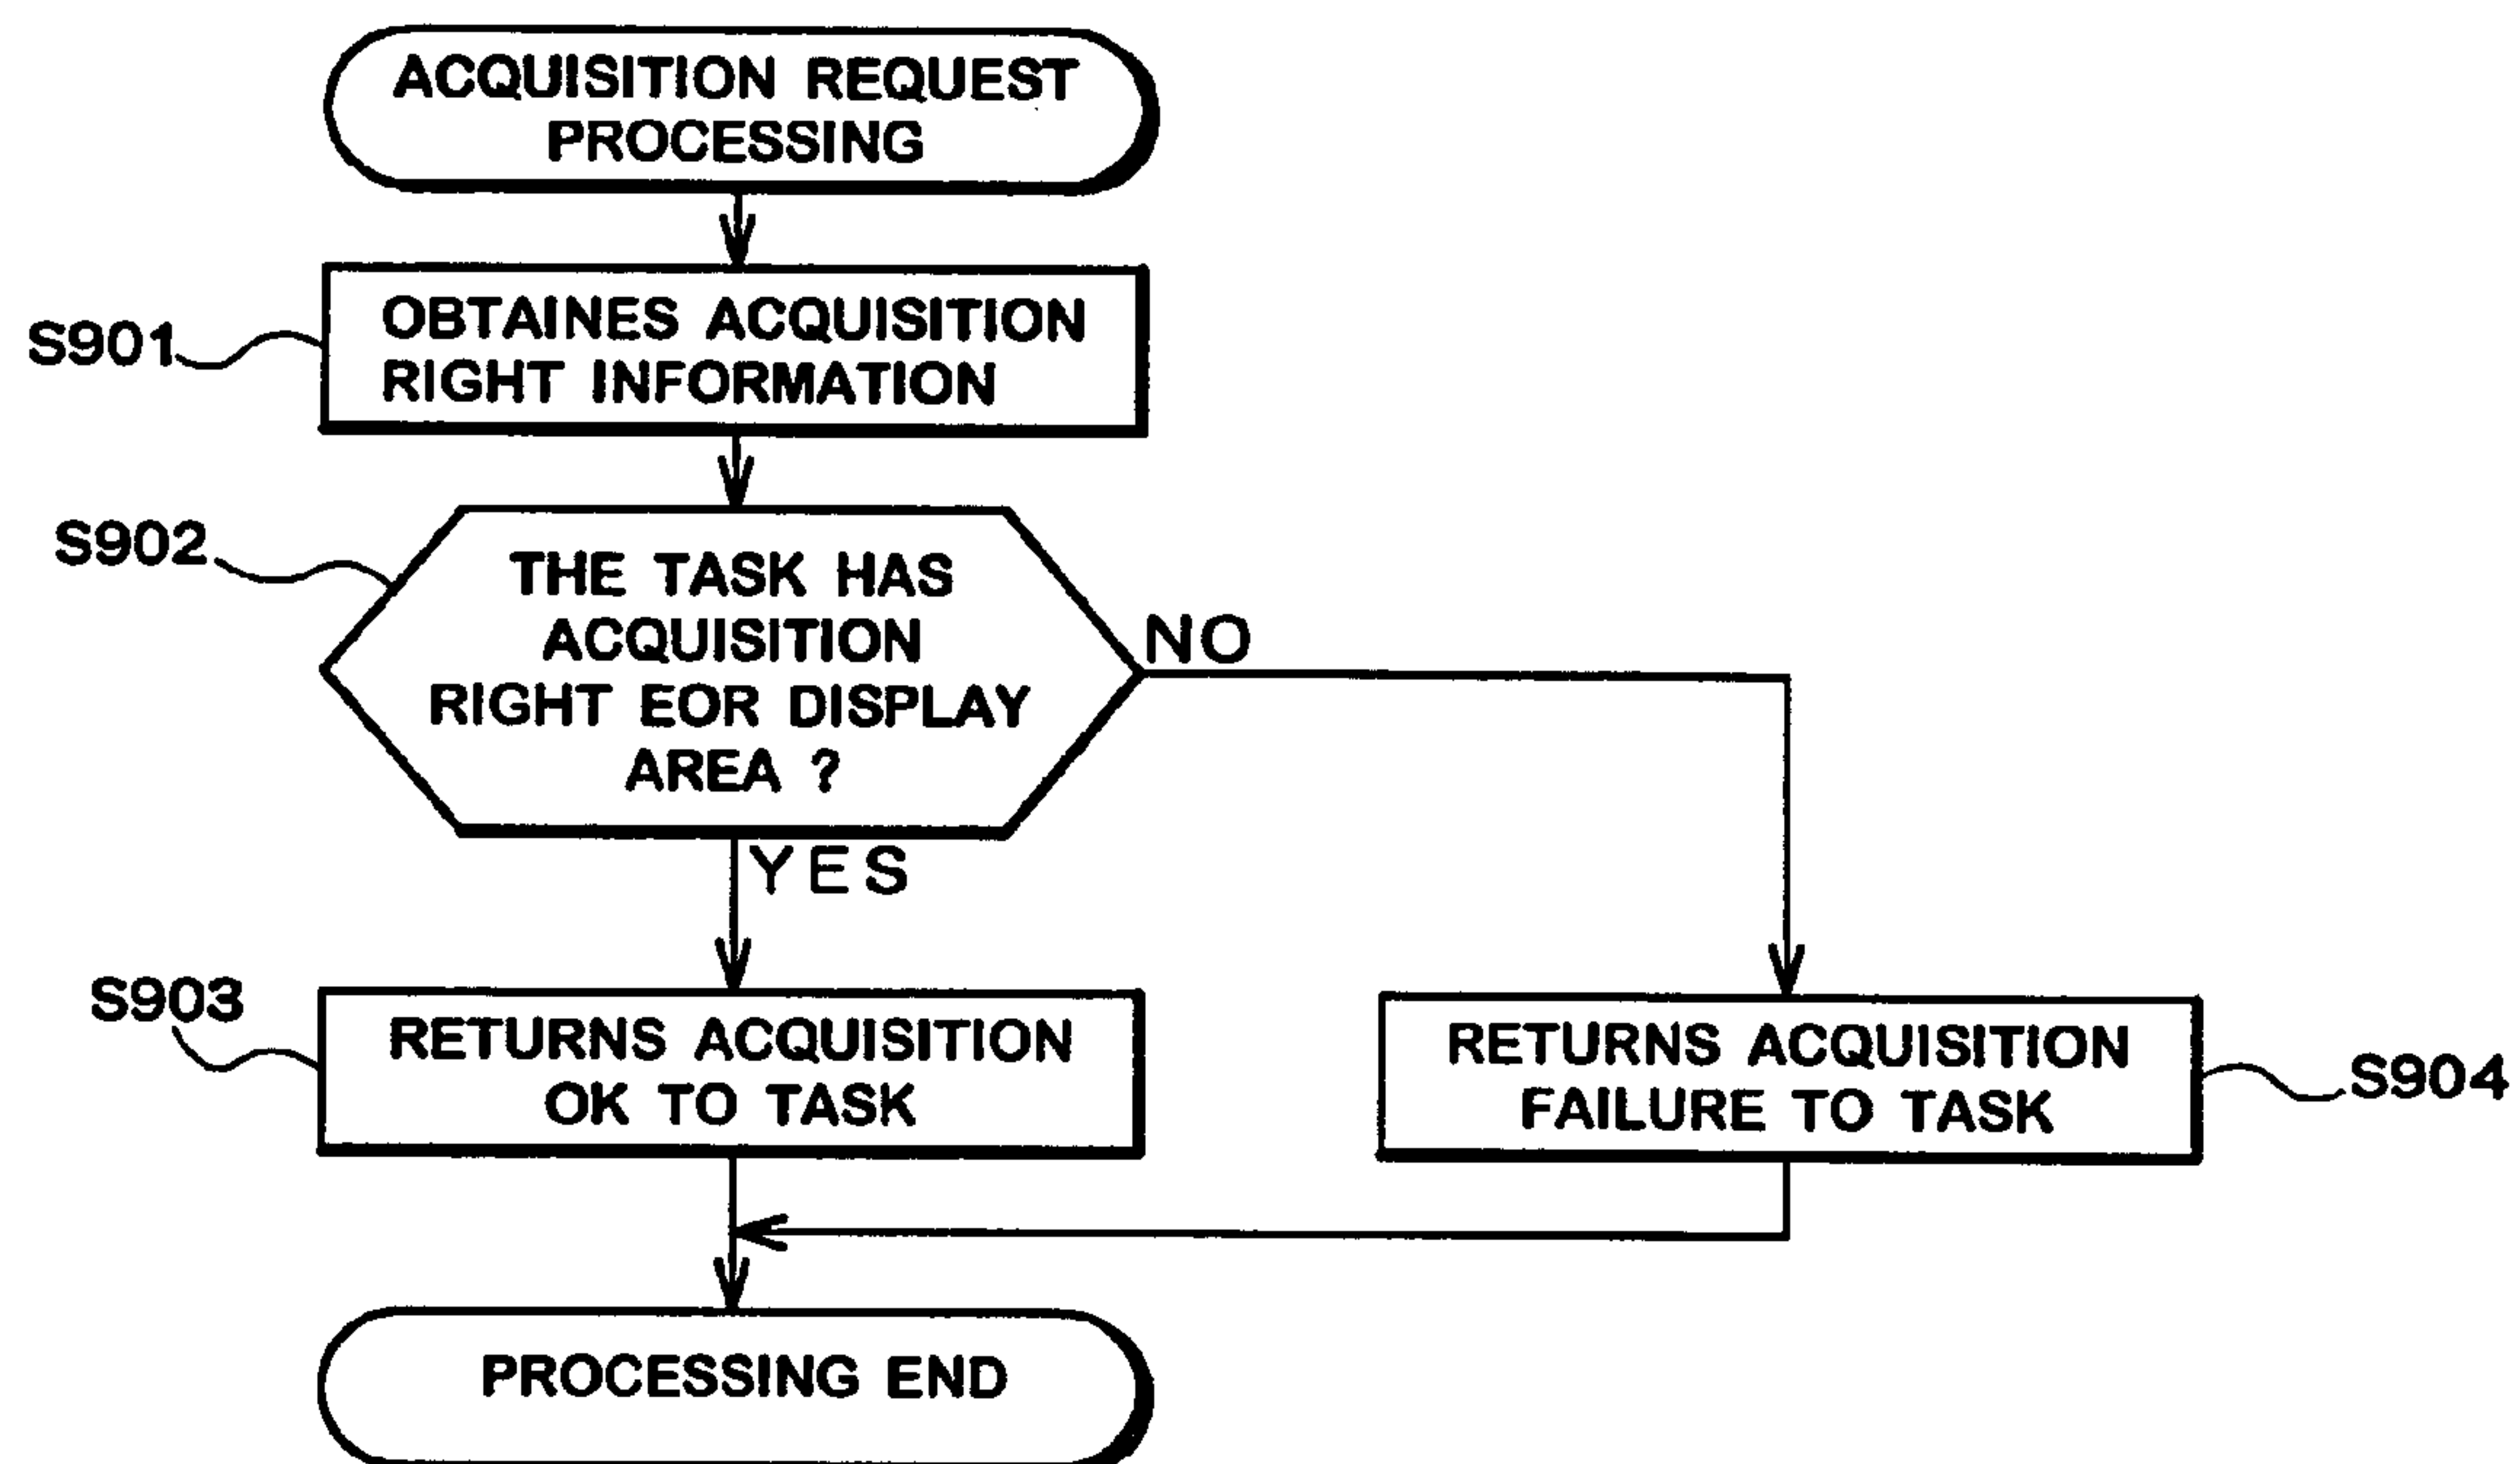 ACQUISITION REQUEST
PROCESSING
S901
OBTAINES ACQUISITION
RIGHT INFORMATION
S902
THE TASK HAS
ACQUISITION
RIGHT EOR DISPLAY
AREA ?
NO
YES
S903
RETURNS ACQUISITION
OK TO TASK
RETURNS ACQUISITION
FAILURE TO TASK
S904
PROCESSING END